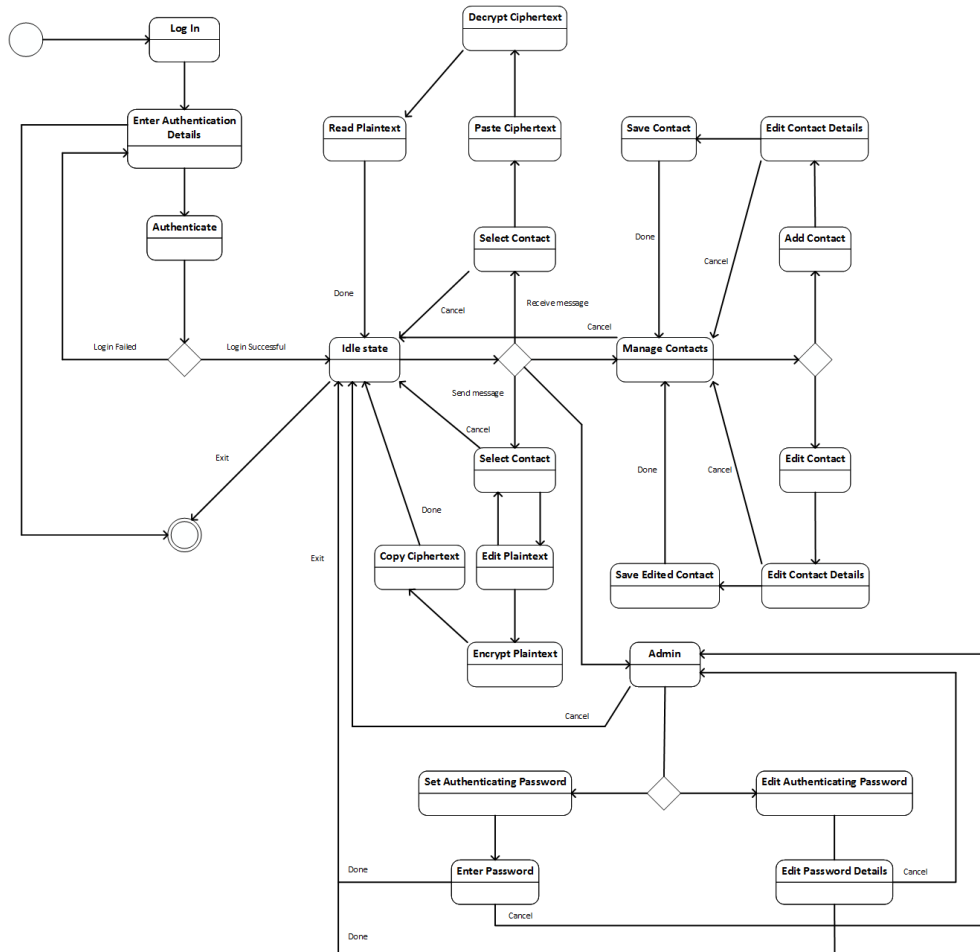 Log In
Decrypt Ciphertext
Enter Authentication
Details
Read Plaintext
Paste Ciphertext
Save Contact
Edit Contact Details
Authenticate
Select Contact
Add Contact
Done
Cancel
Done
Cancel
Receive message
Cancel
Login Failed
Login Successful
Idle state
Manage Contacts
Send message
Cancel
Exit
Select Contact
Edit Contact
Done
Done
Cancel
Exit
Copy Ciphertext
Edit Plaintext
Save Edited Contact
Edit Contact Details
Encrypt Plaintext
Admin
Cancel
Set Authenticating Password
Edit Authenticating Password
Done
Enter Password
Edit Password Details
Cancel
Cancel
Done